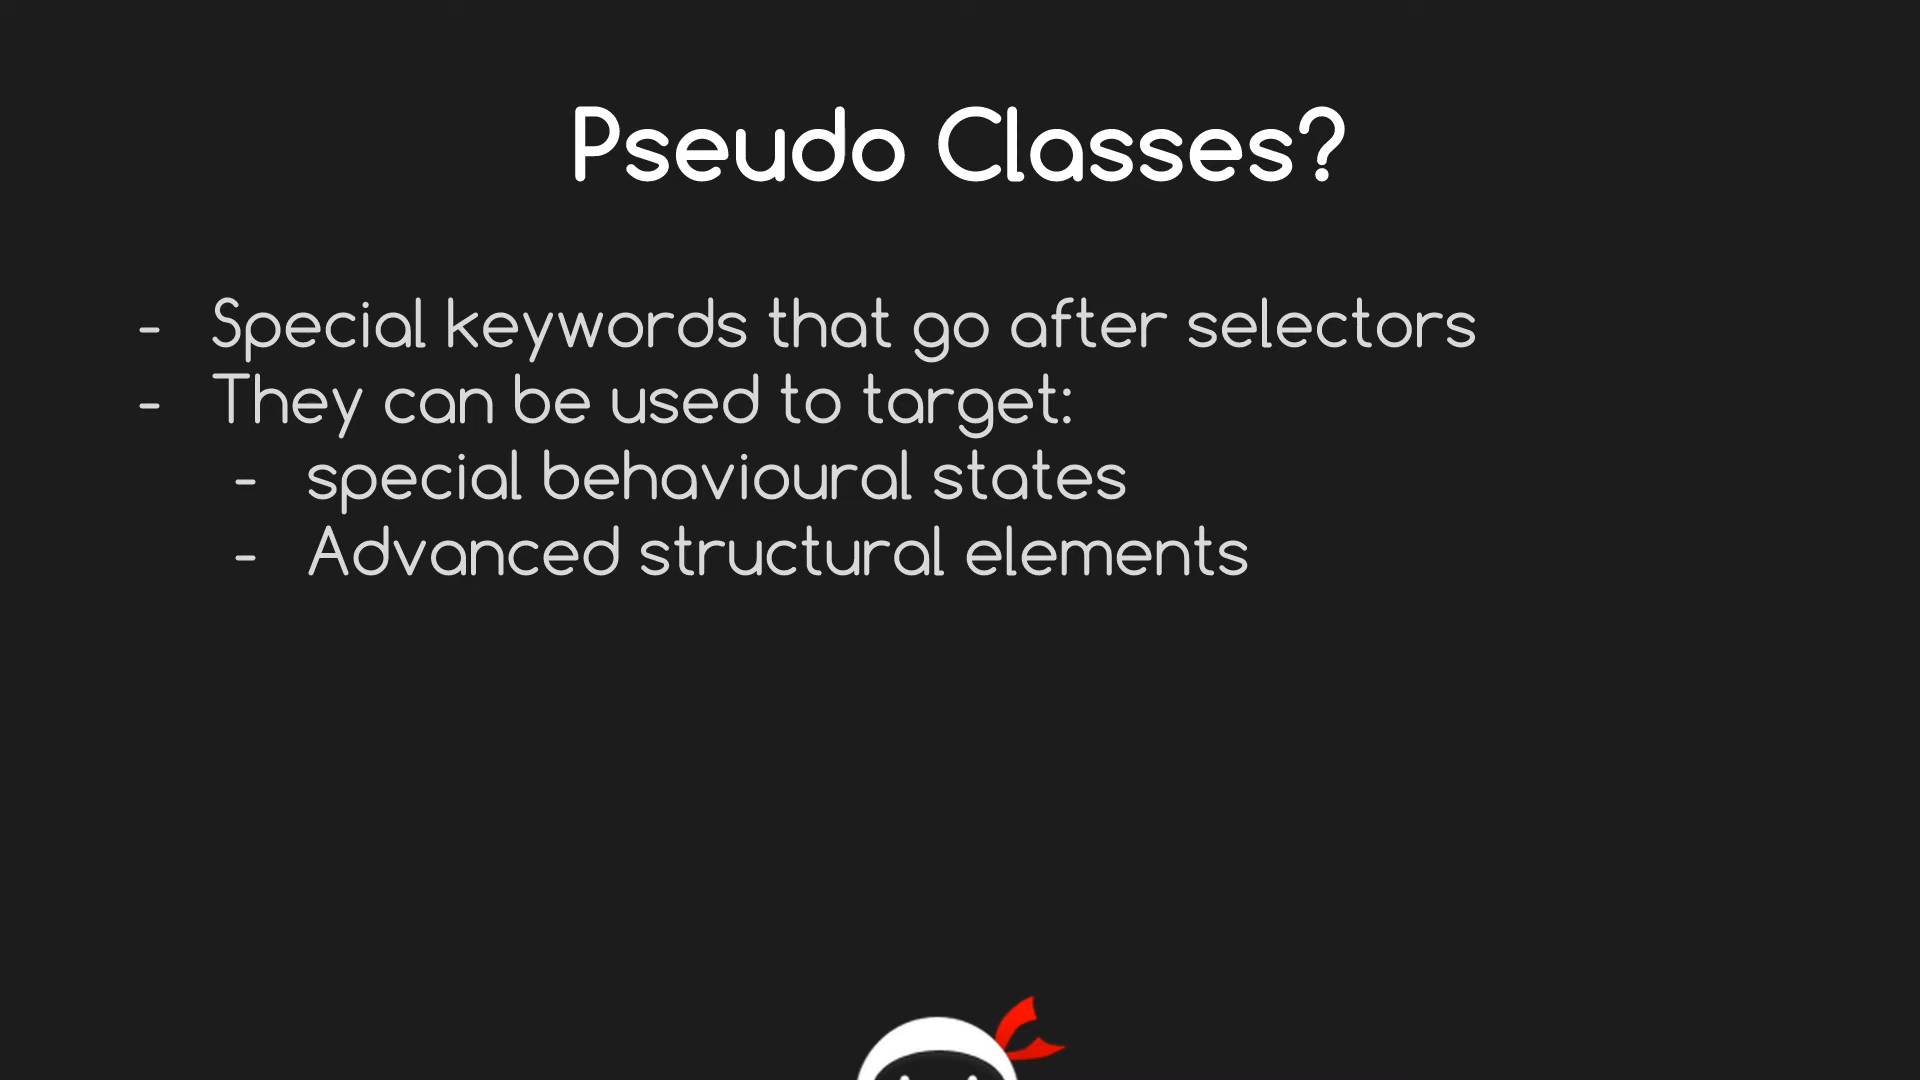 Pseudo Classes?
- Special keywords that go after selectors
- They can be used to target:
- special behavioural states
- Advanced structural elements